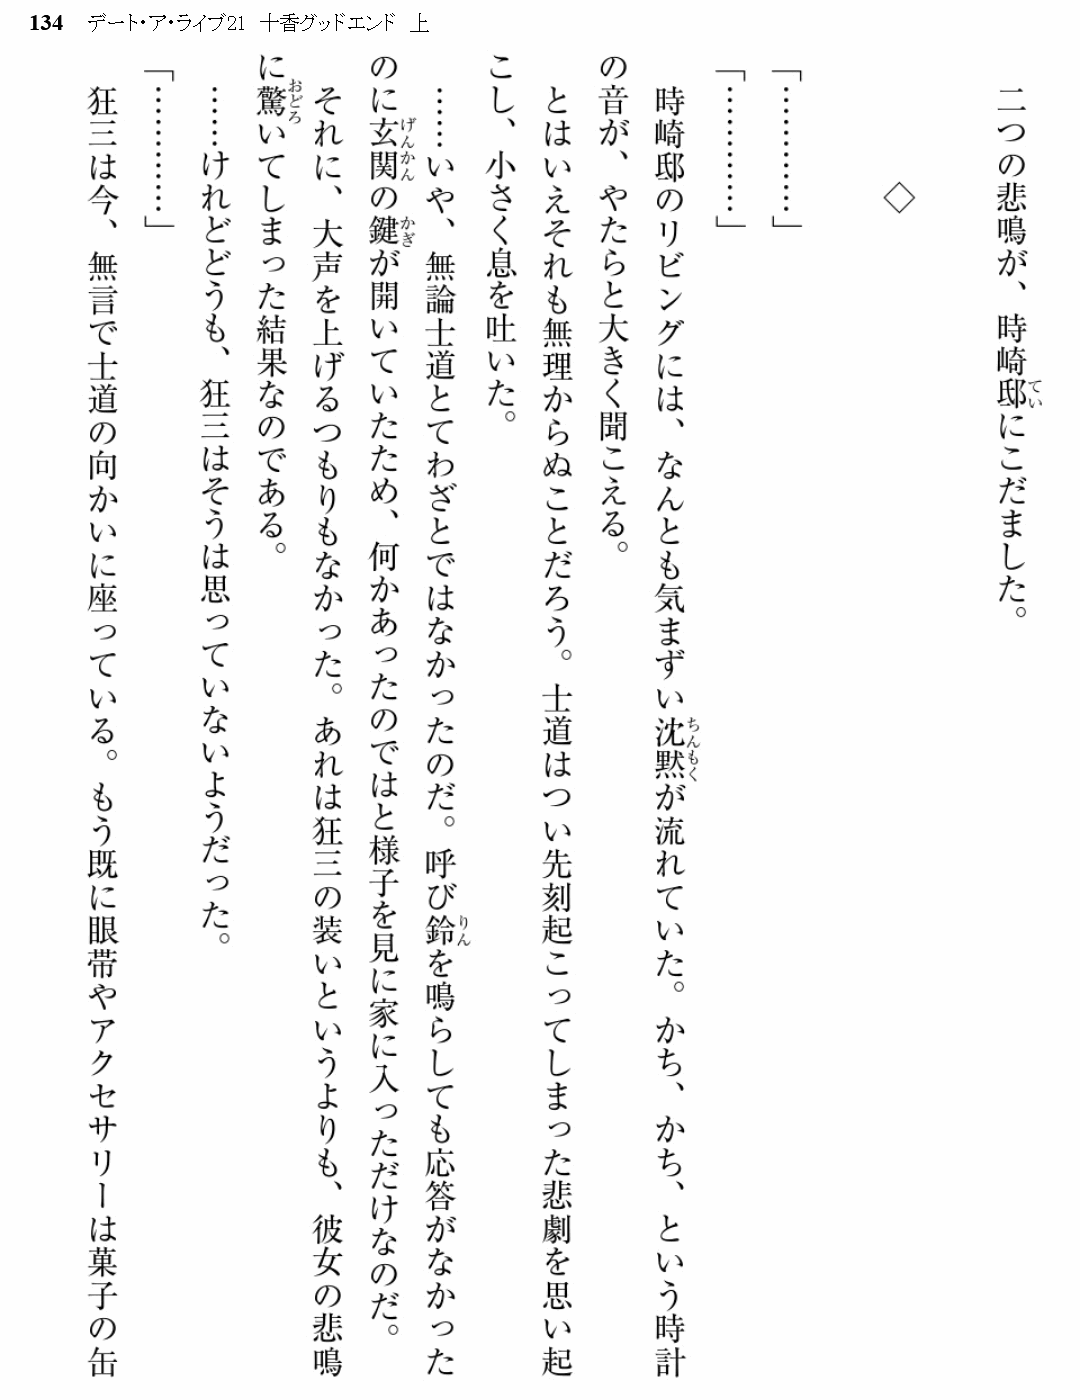 134 デート・ア・ライブ21 十香グッドエンド 上
二つの悲鳴が、時崎邸にこだました。
◇
「…………」
「…………」
時崎邸のリビングには、なんとも気まずい沈黙が流れていた。かち、かち、という時計
の音が、やたらと大きく聞こえる。
とはいえそれも無理からぬことだろう。士道はつい先刻起こってしまった悲劇を思い起
こし、小さく息を吐いた。
……いや、無論士道とてわざとではなかったのだ。呼び鈴を鳴らしても応答がなかった
のに玄関の鍵が開いていたため、何かあったのではと様子を見に家に入っただけなのだ。
それに、大声を上げるつもりもなかった。あれは狂三の装いというよりも、彼女の悲鳴
に驚いてしまった結果なのである。
……けれどどうも、狂三はそうは思っていないようだった。
「…………」
狂三は今、無言で士道の向かいに座っている。もう既に眼帯やアクセサリーは菓子の缶